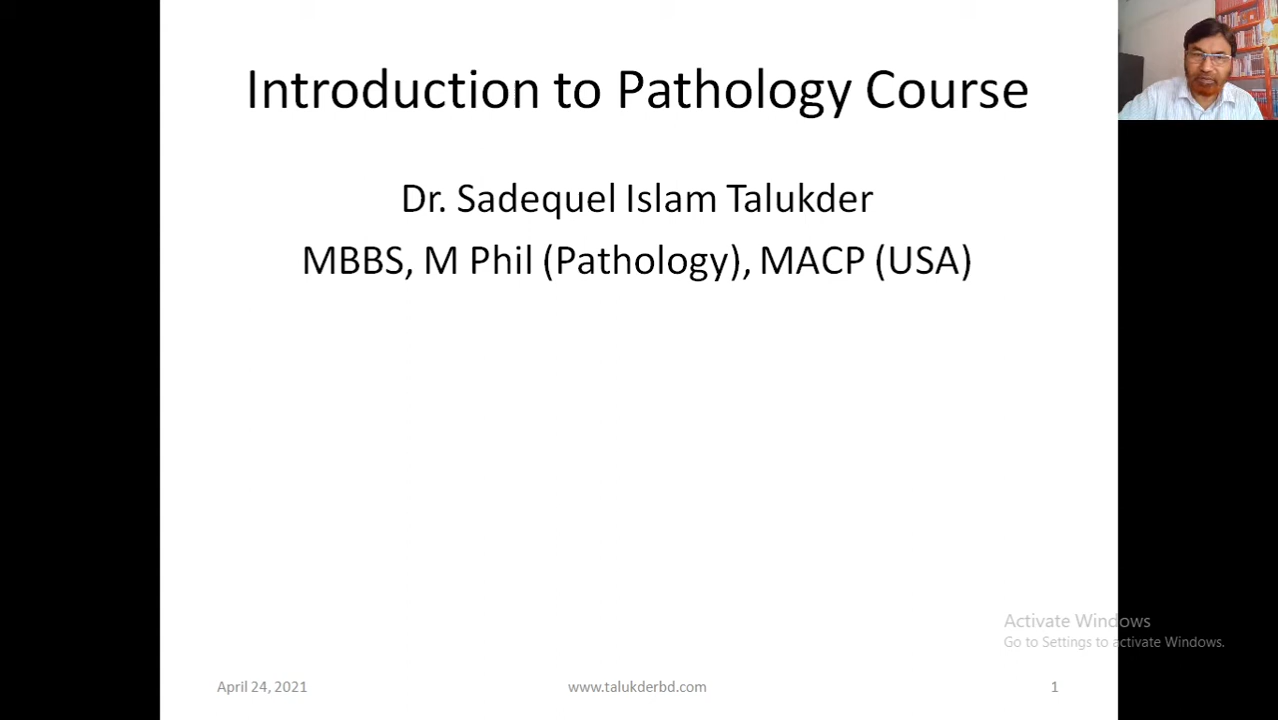 Introduction to Pathology Course
Dr. Sadequel Islam Talukder
MBBS, M Phil (Pathology), MACP (USA)
Activate Windows
Go to Settings to activate Windows.
April 24, 2021
www.talukderbd.com
1